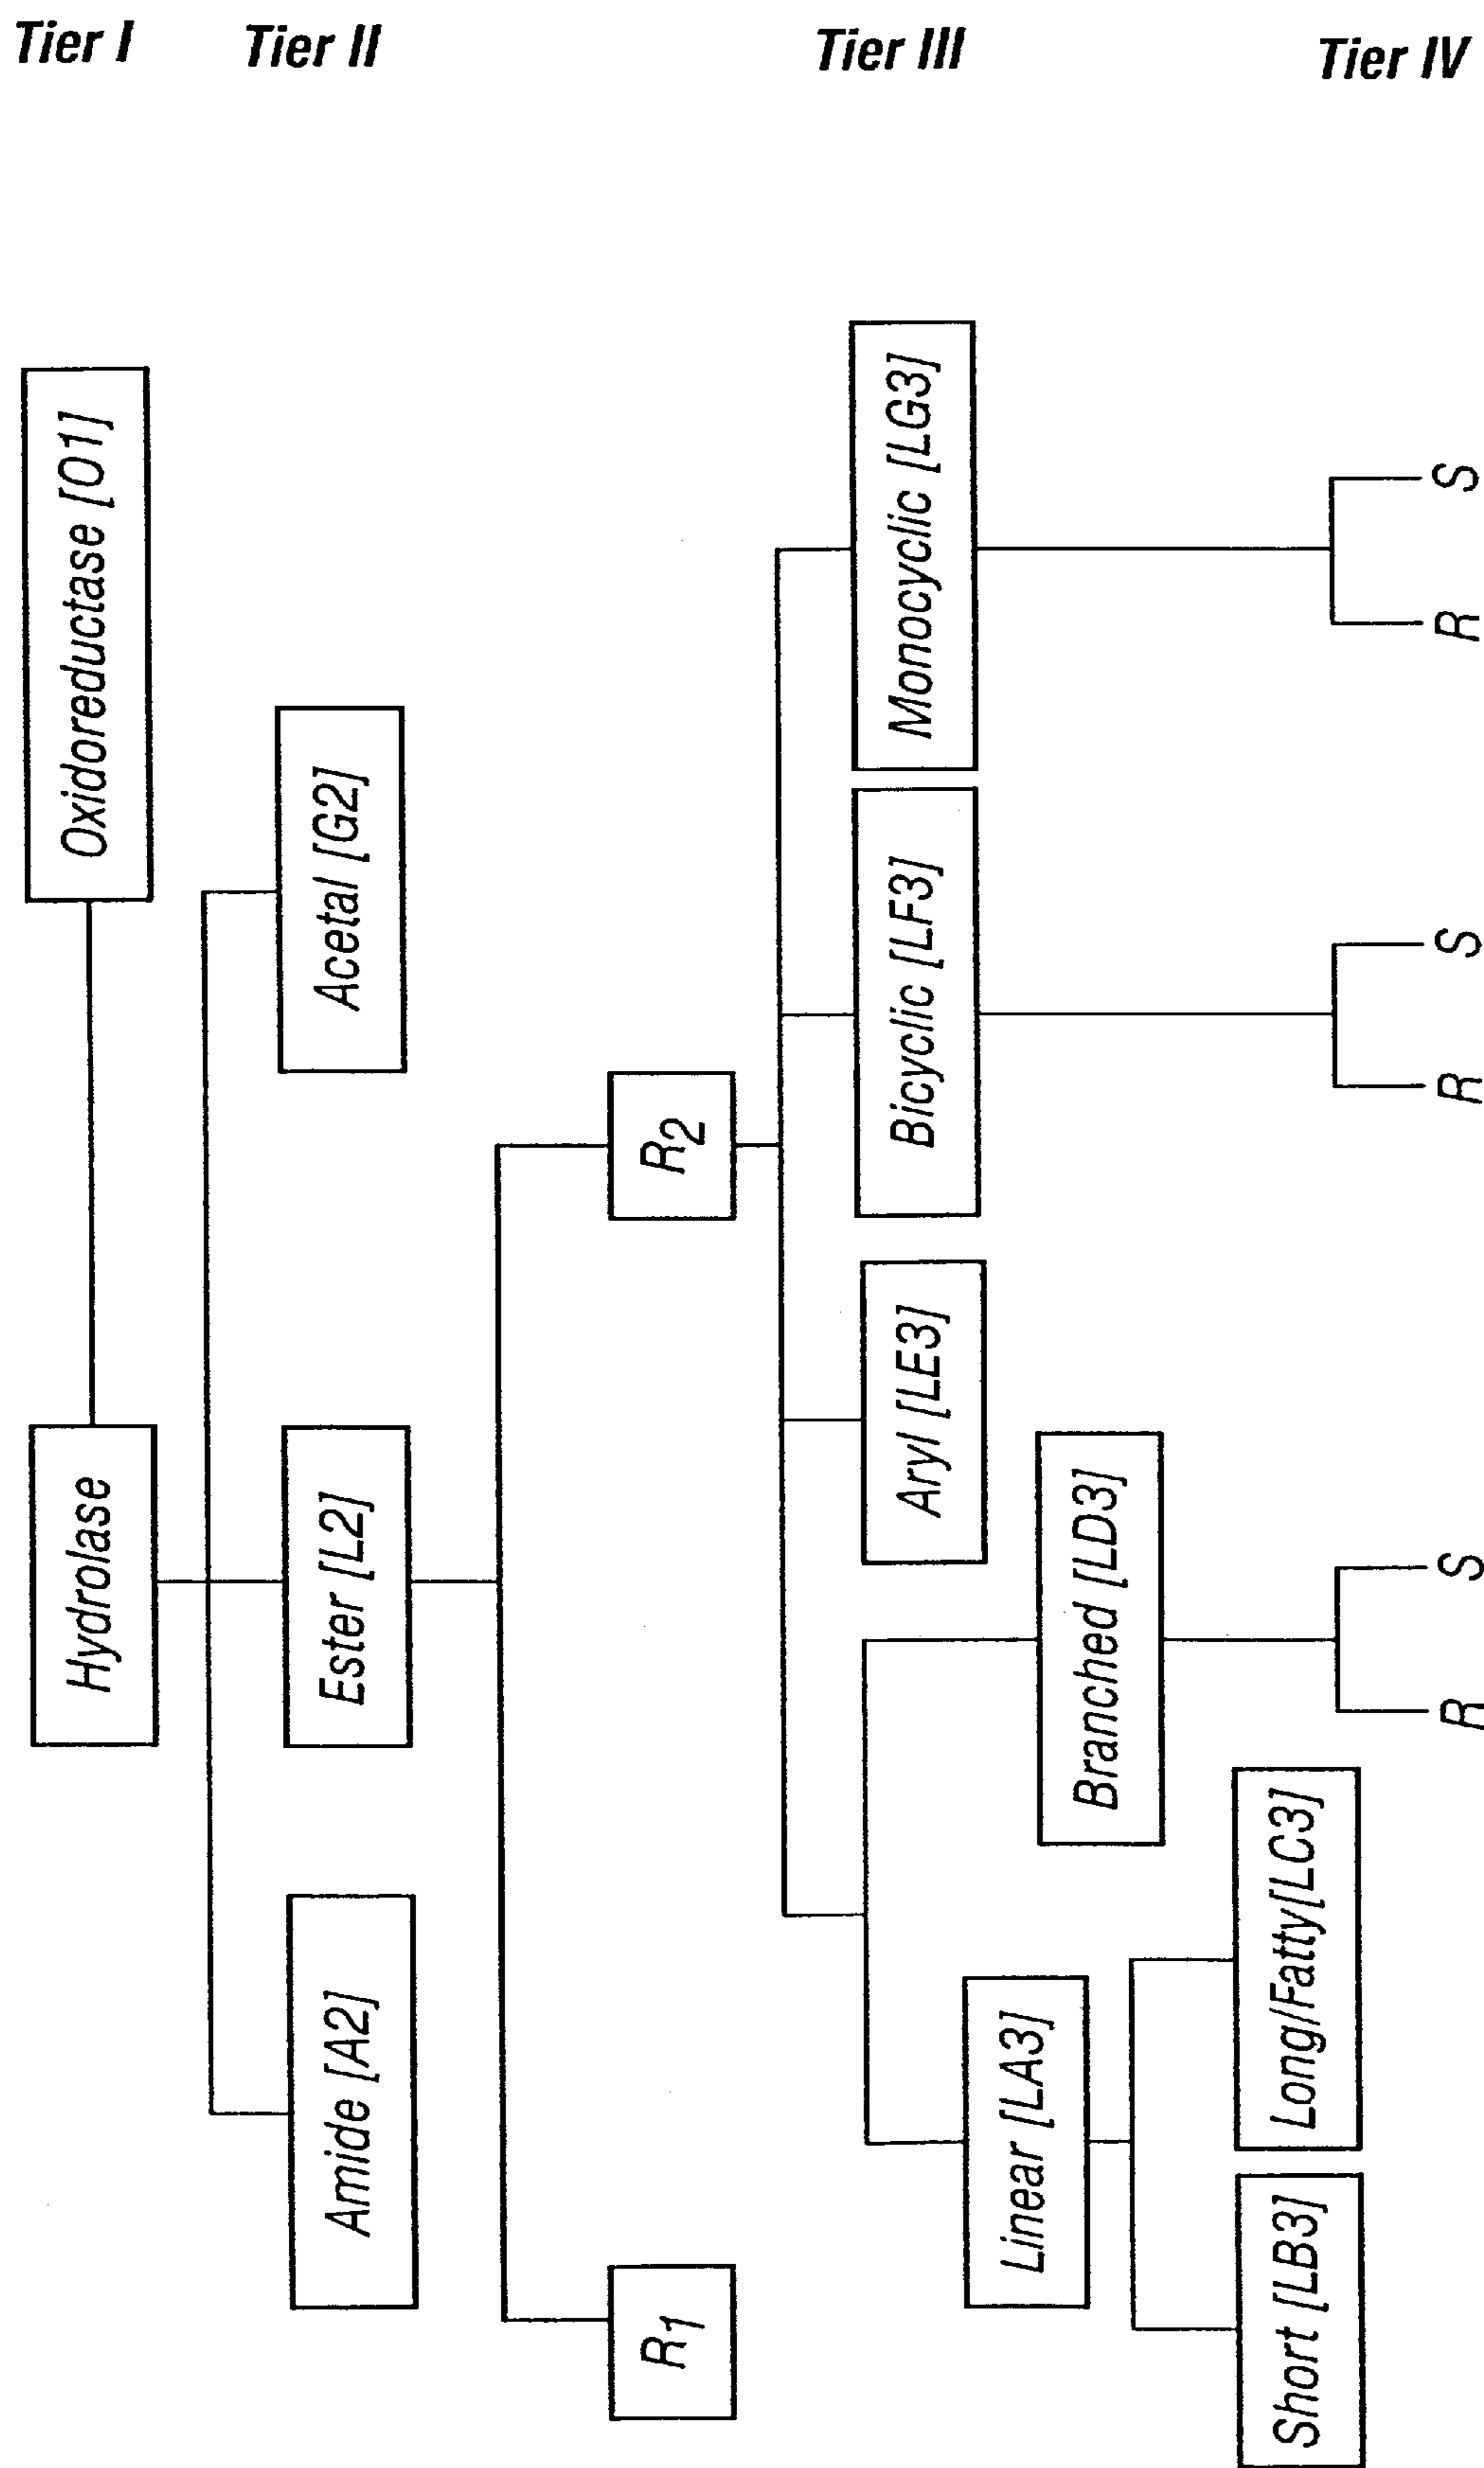 Tier I
Tier II
Tier III
Tier IV
Hydrolase
Oxidoreductase [O1]
Amide [A2]
Ester [L2]
Acetal [G2]
R1
R2
Linear [LA3]
Branched [LD3]
Aryl [LE3]
Bicyclic [LF3]
Monocyclic [LG3]
Short [LB3]
Long/Fatty[LC3]
R
S
R
S
R
S